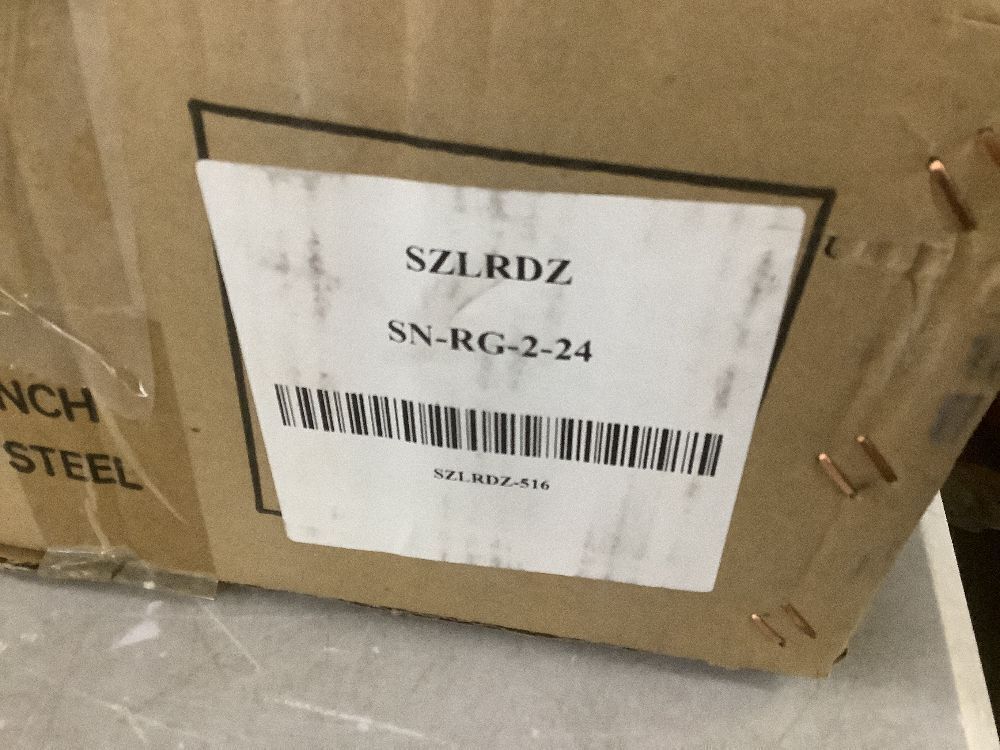 SZLRDZ
SN-RG-2-24
SZLRDZ-516
NCH
STEEL